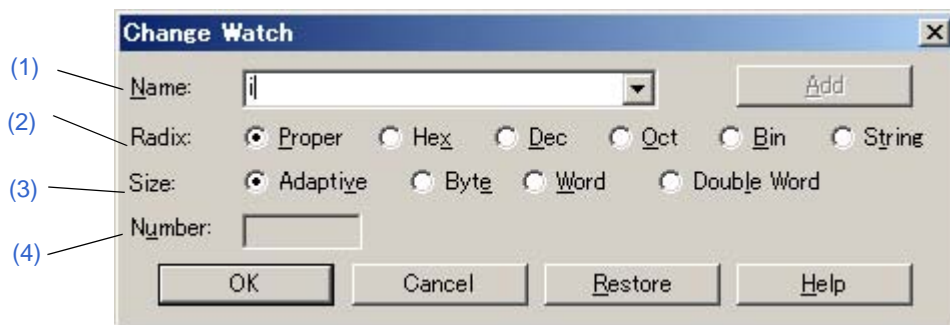 Change Watch
(1) Name: i Add
(2) Radix: Proper Hex Dec Oct Bin String
(3) Size: Adaptive Byte Word Double Word
(4) Number:
OK Cancel Restore Help